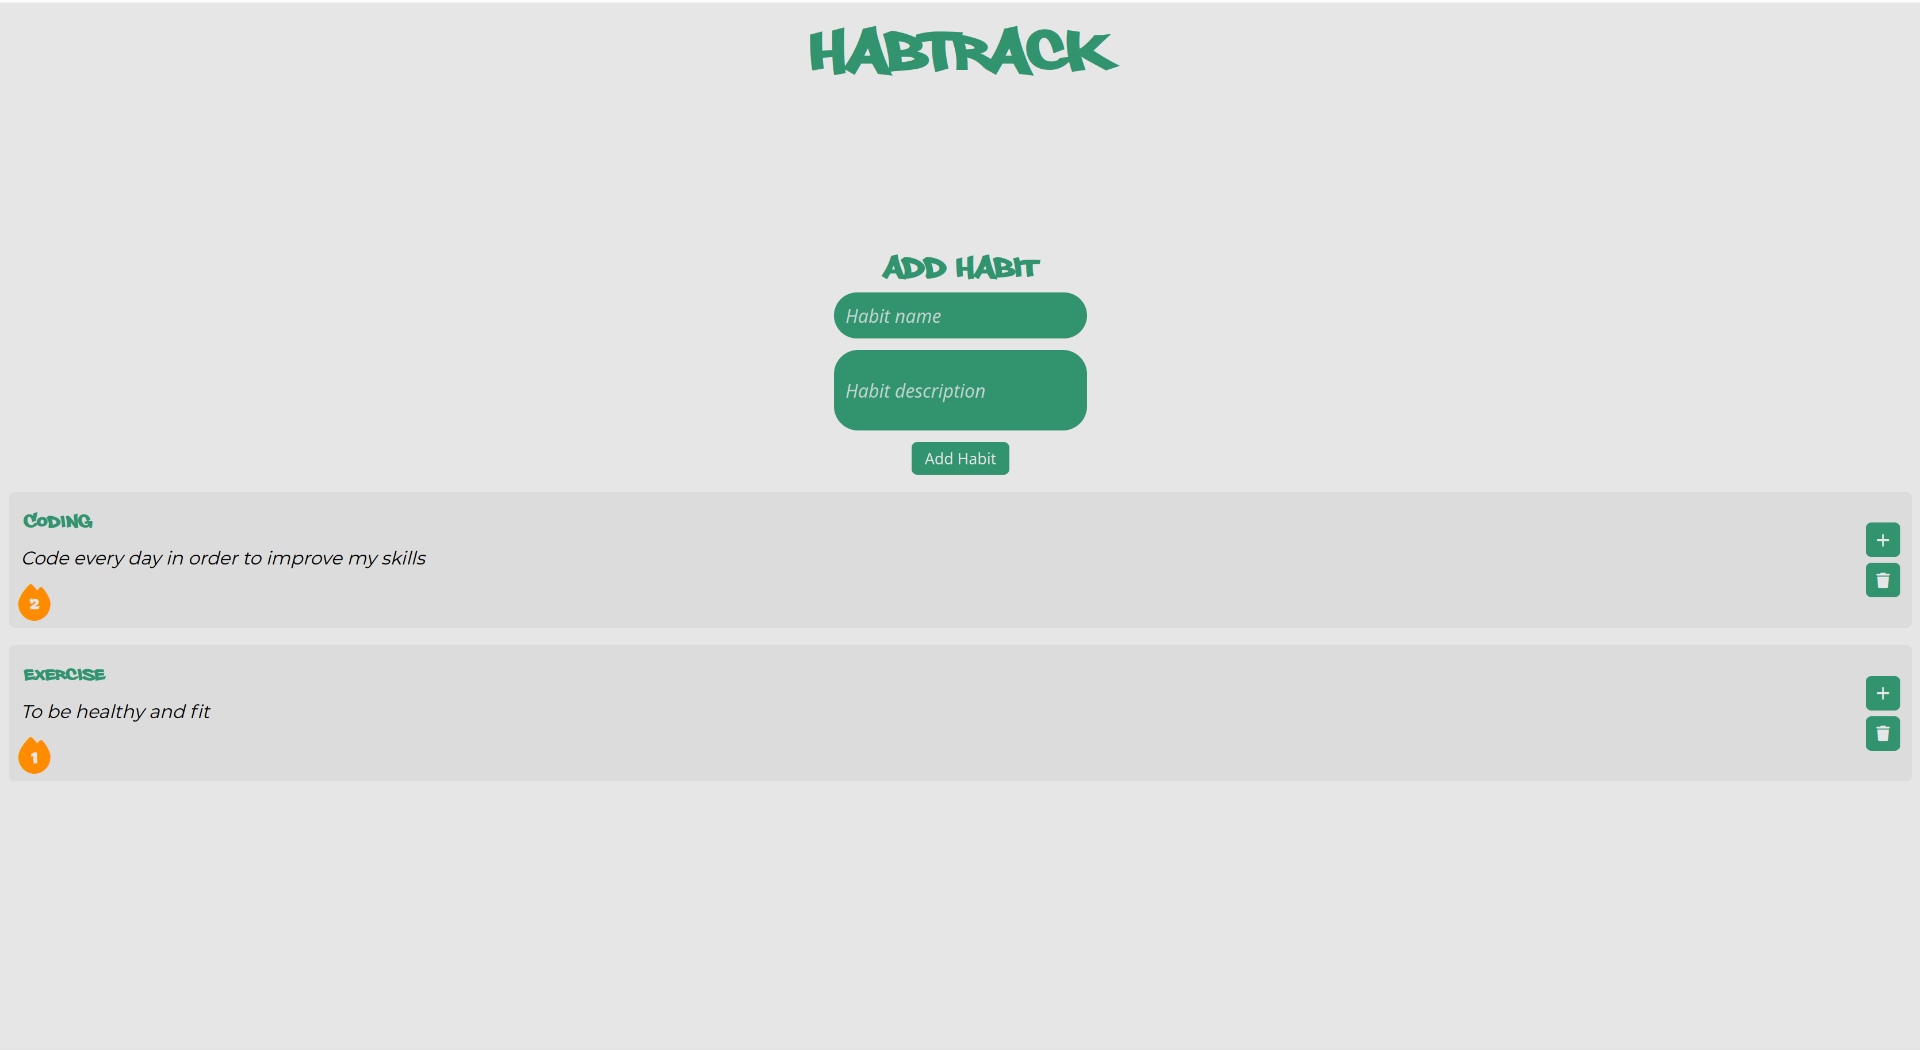 HABTRACK
ADD HABIT
Habit name
Habit description
Add Habit
CODING
Code every day in order to improve my skills
2
EXERCISE
To be healthy and fit
1